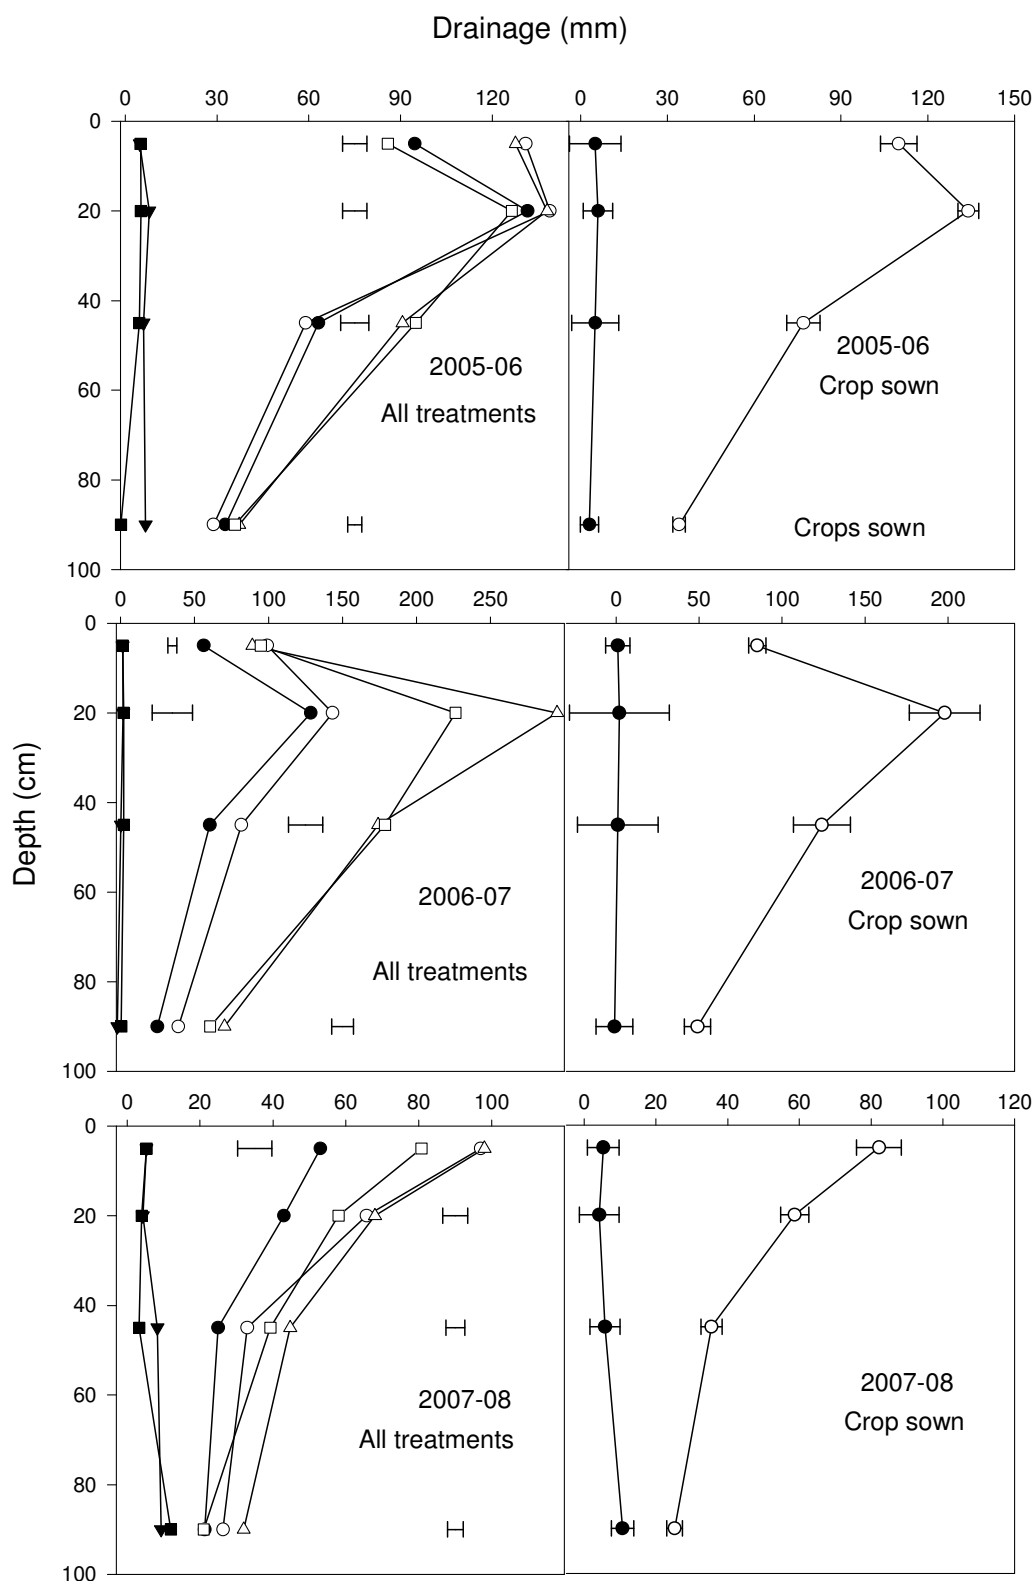 Drainage (mm)
0 30 60 90 120 0 30 60 90 120 150
0
20
40
60
80
100
2005-06
All treatments
2005-06
Crop sown
Crops sown
0 50 100 150 200 250 0 50 100 150 200
0
20
40
60
80
100
Depth (cm)
2006-07
All treatments
2006-07
Crop sown
0 20 40 60 80 100 0 20 40 60 80 100 120
0
20
40
60
80
100
2007-08
All treatments
2007-08
Crop sown